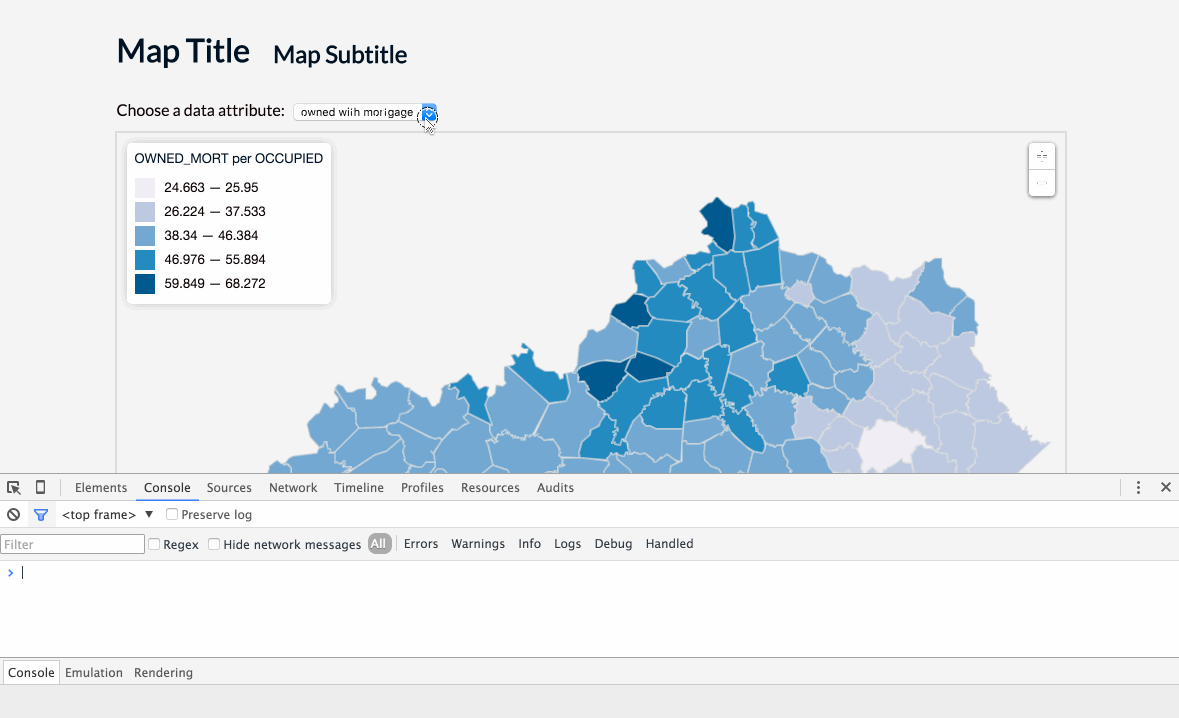 Map Title Map Subtitle
Choose a data attribute: owned with mortgage
OWNED_MORT per OCCUPIED
24.663 — 25.95
26.224 — 37.533
38.34 — 46.384
46.976 — 55.894
59.849 — 68.272
Elements Console Sources Network Timeline Profiles Resources Audits
<top frame> ▼ Preserve log
Filter Regex Hide network messages All Errors Warnings Info Logs Debug Handled
>
Console Emulation Rendering